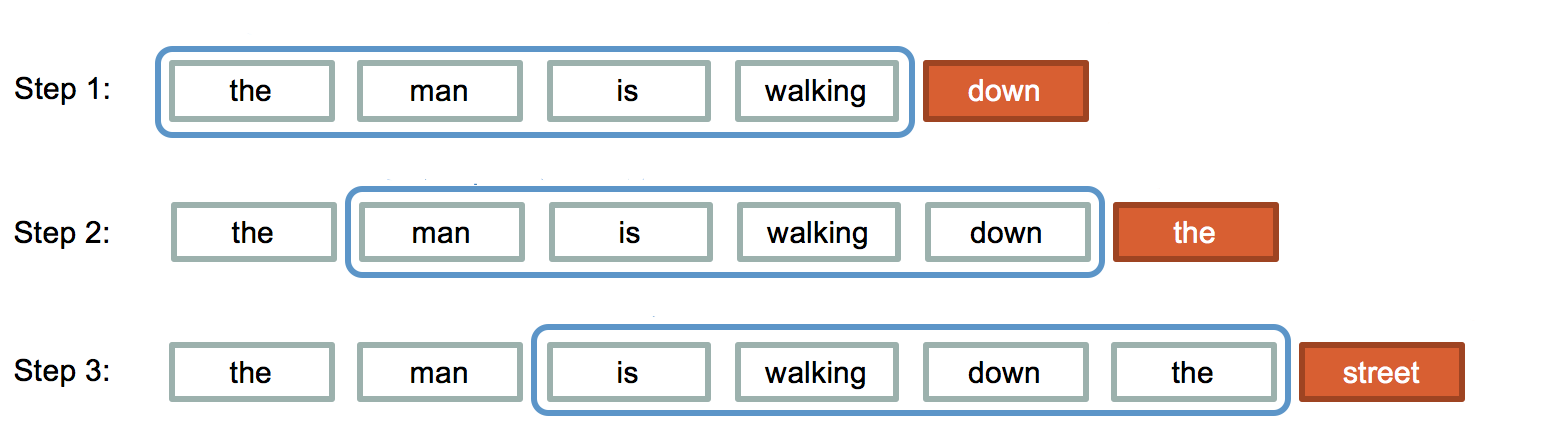 Step 1: the man is walking down
Step 2: the man is walking down the
Step 3: the man is walking down the street